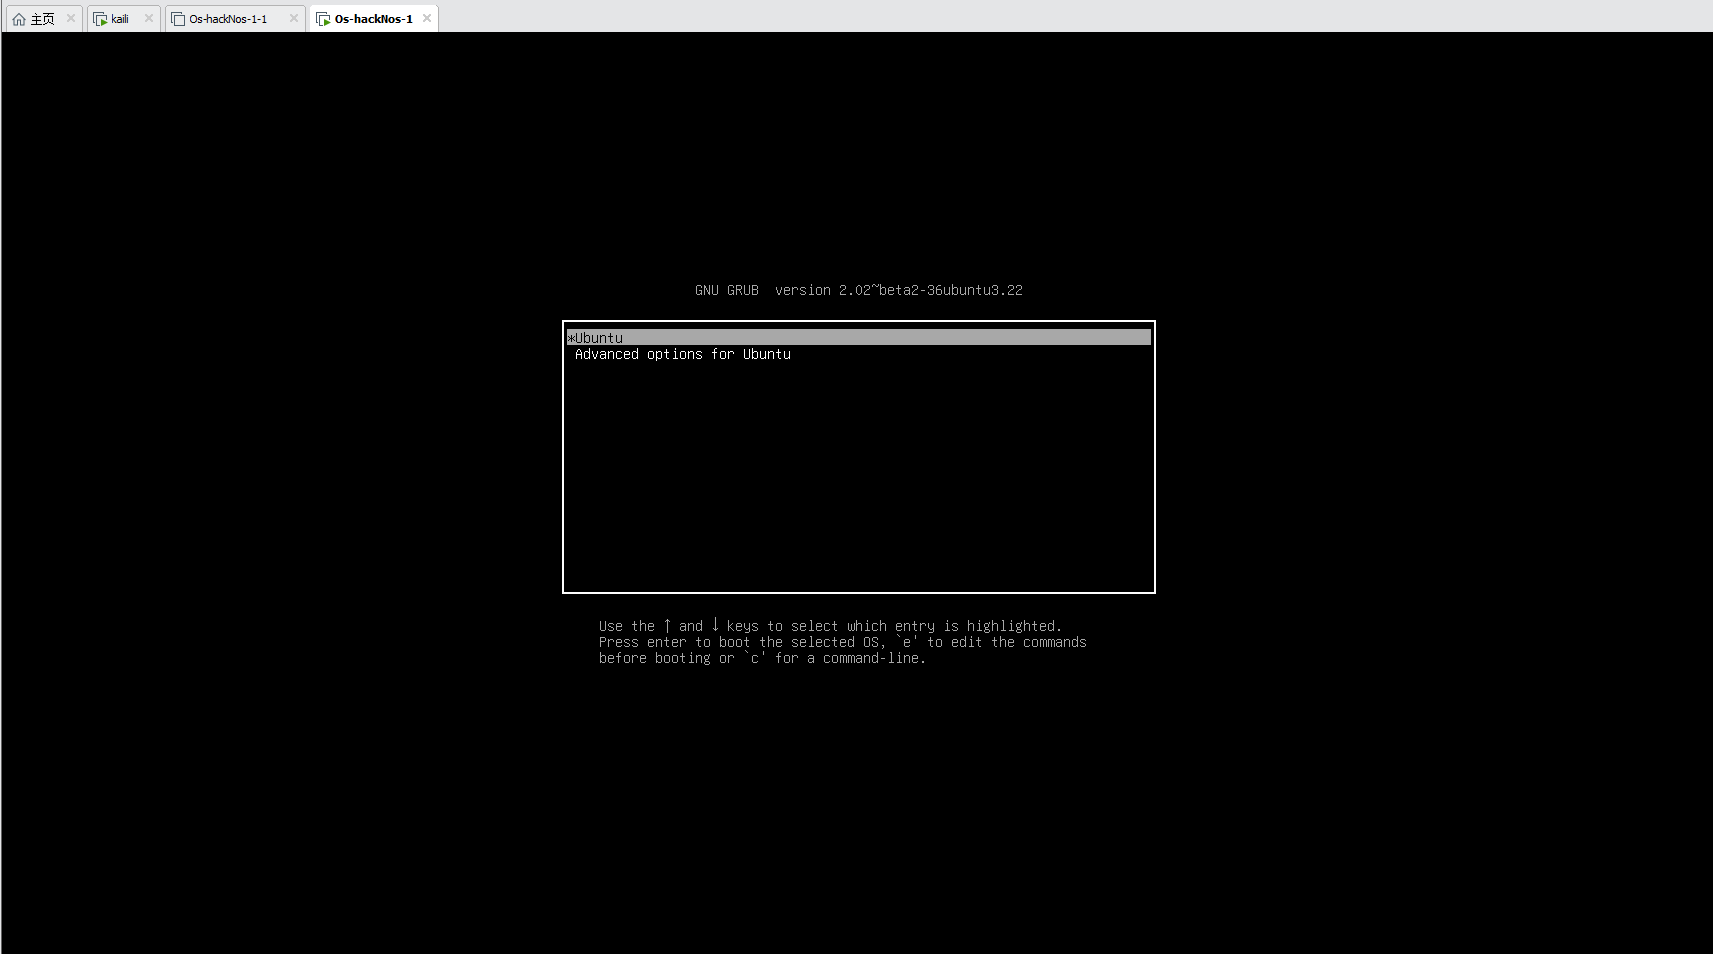 主页 kaili Os-hackNos-1-1 Os-hackNos-1
GNU GRUB version 2.02~beta2-36ubuntu3.22
*Ubuntu
Advanced options for Ubuntu
Use the ↑ and ↓ keys to select which entry is highlighted.
Press enter to boot the selected OS, `e' to edit the commands
before booting or `c' for a command-line.